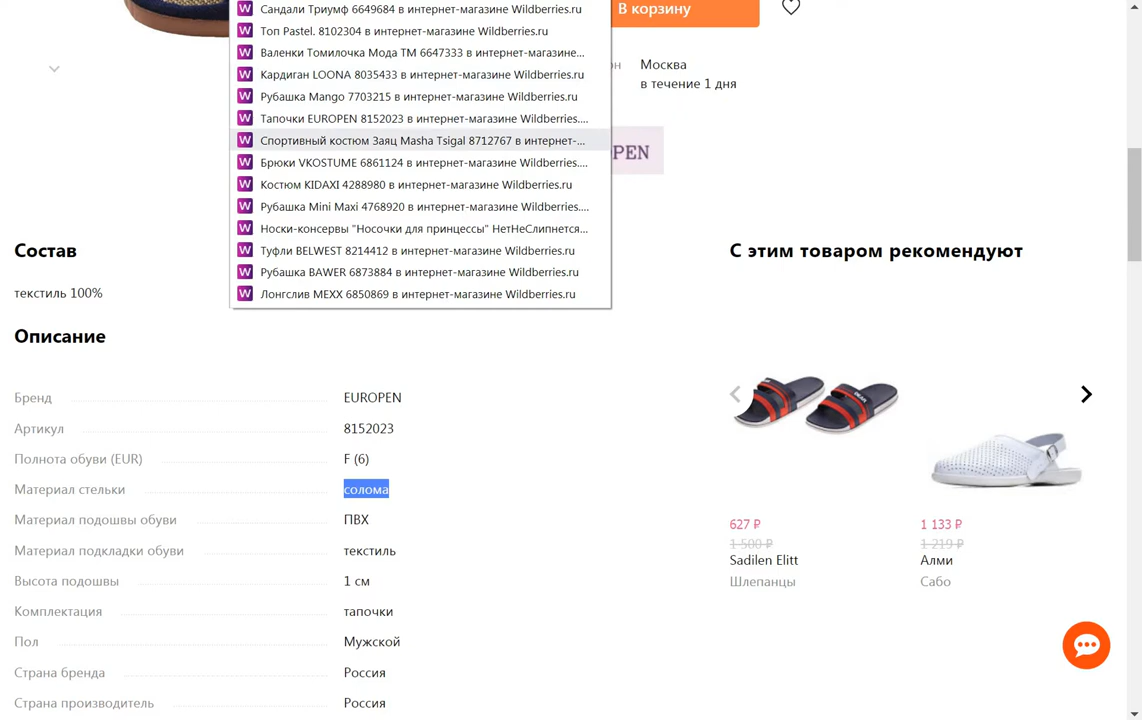 Сандали Триумф 6649684 в интернет-магазине Wildberries.ru
Топ Pastel. 8102304 в интернет-магазине Wildberries.ru
Валенки Томилочка Мода ТМ 6647333 в интернет-магазине...
Кардиган LOONA 8035433 в интернет-магазине Wildberries.ru
Рубашка Mango 7703215 в интернет-магазине Wildberries.ru
Тапочки EUROPEN 8152023 в интернет-магазине Wildberries....
Спортивный костюм Заяц Masha Tsigal 8712767 в интернет-...
Брюки VKOSTUME 6861124 в интернет-магазине Wildberries....
Костюм KIDAXI 4288980 в интернет-магазине Wildberries.ru
Рубашка Mini Maxi 4768920 в интернет-магазине Wildberries....
Носки-консервы "Носочки для принцессы" НетНеСлипнется...
Туфли BELWEST 8214412 в интернет-магазине Wildberries.ru
Рубашка BAWER 6873884 в интернет-магазине Wildberries.ru
Лонгслив MEXX 6850869 в интернет-магазине Wildberries.ru
В корзину
Москва
в течение 1 дня
PEN
Состав
текстиль 100%
Описание
Бренд EUROPEN
Артикул 8152023
Полнота обуви (EUR) F (6)
Материал стельки солома
Материал подошвы обуви ПВХ
Материал подкладки обуви текстиль
Высота подошвы 1 см
Комплектация тапочки
Пол Мужской
Страна бренда Россия
Страна производитель Россия
С этим товаром рекомендуют
627 ₽
1 500 ₽
Sadilen Elitt
Шлепанцы
1 133 ₽
1 219 ₽
Алми
Сабо